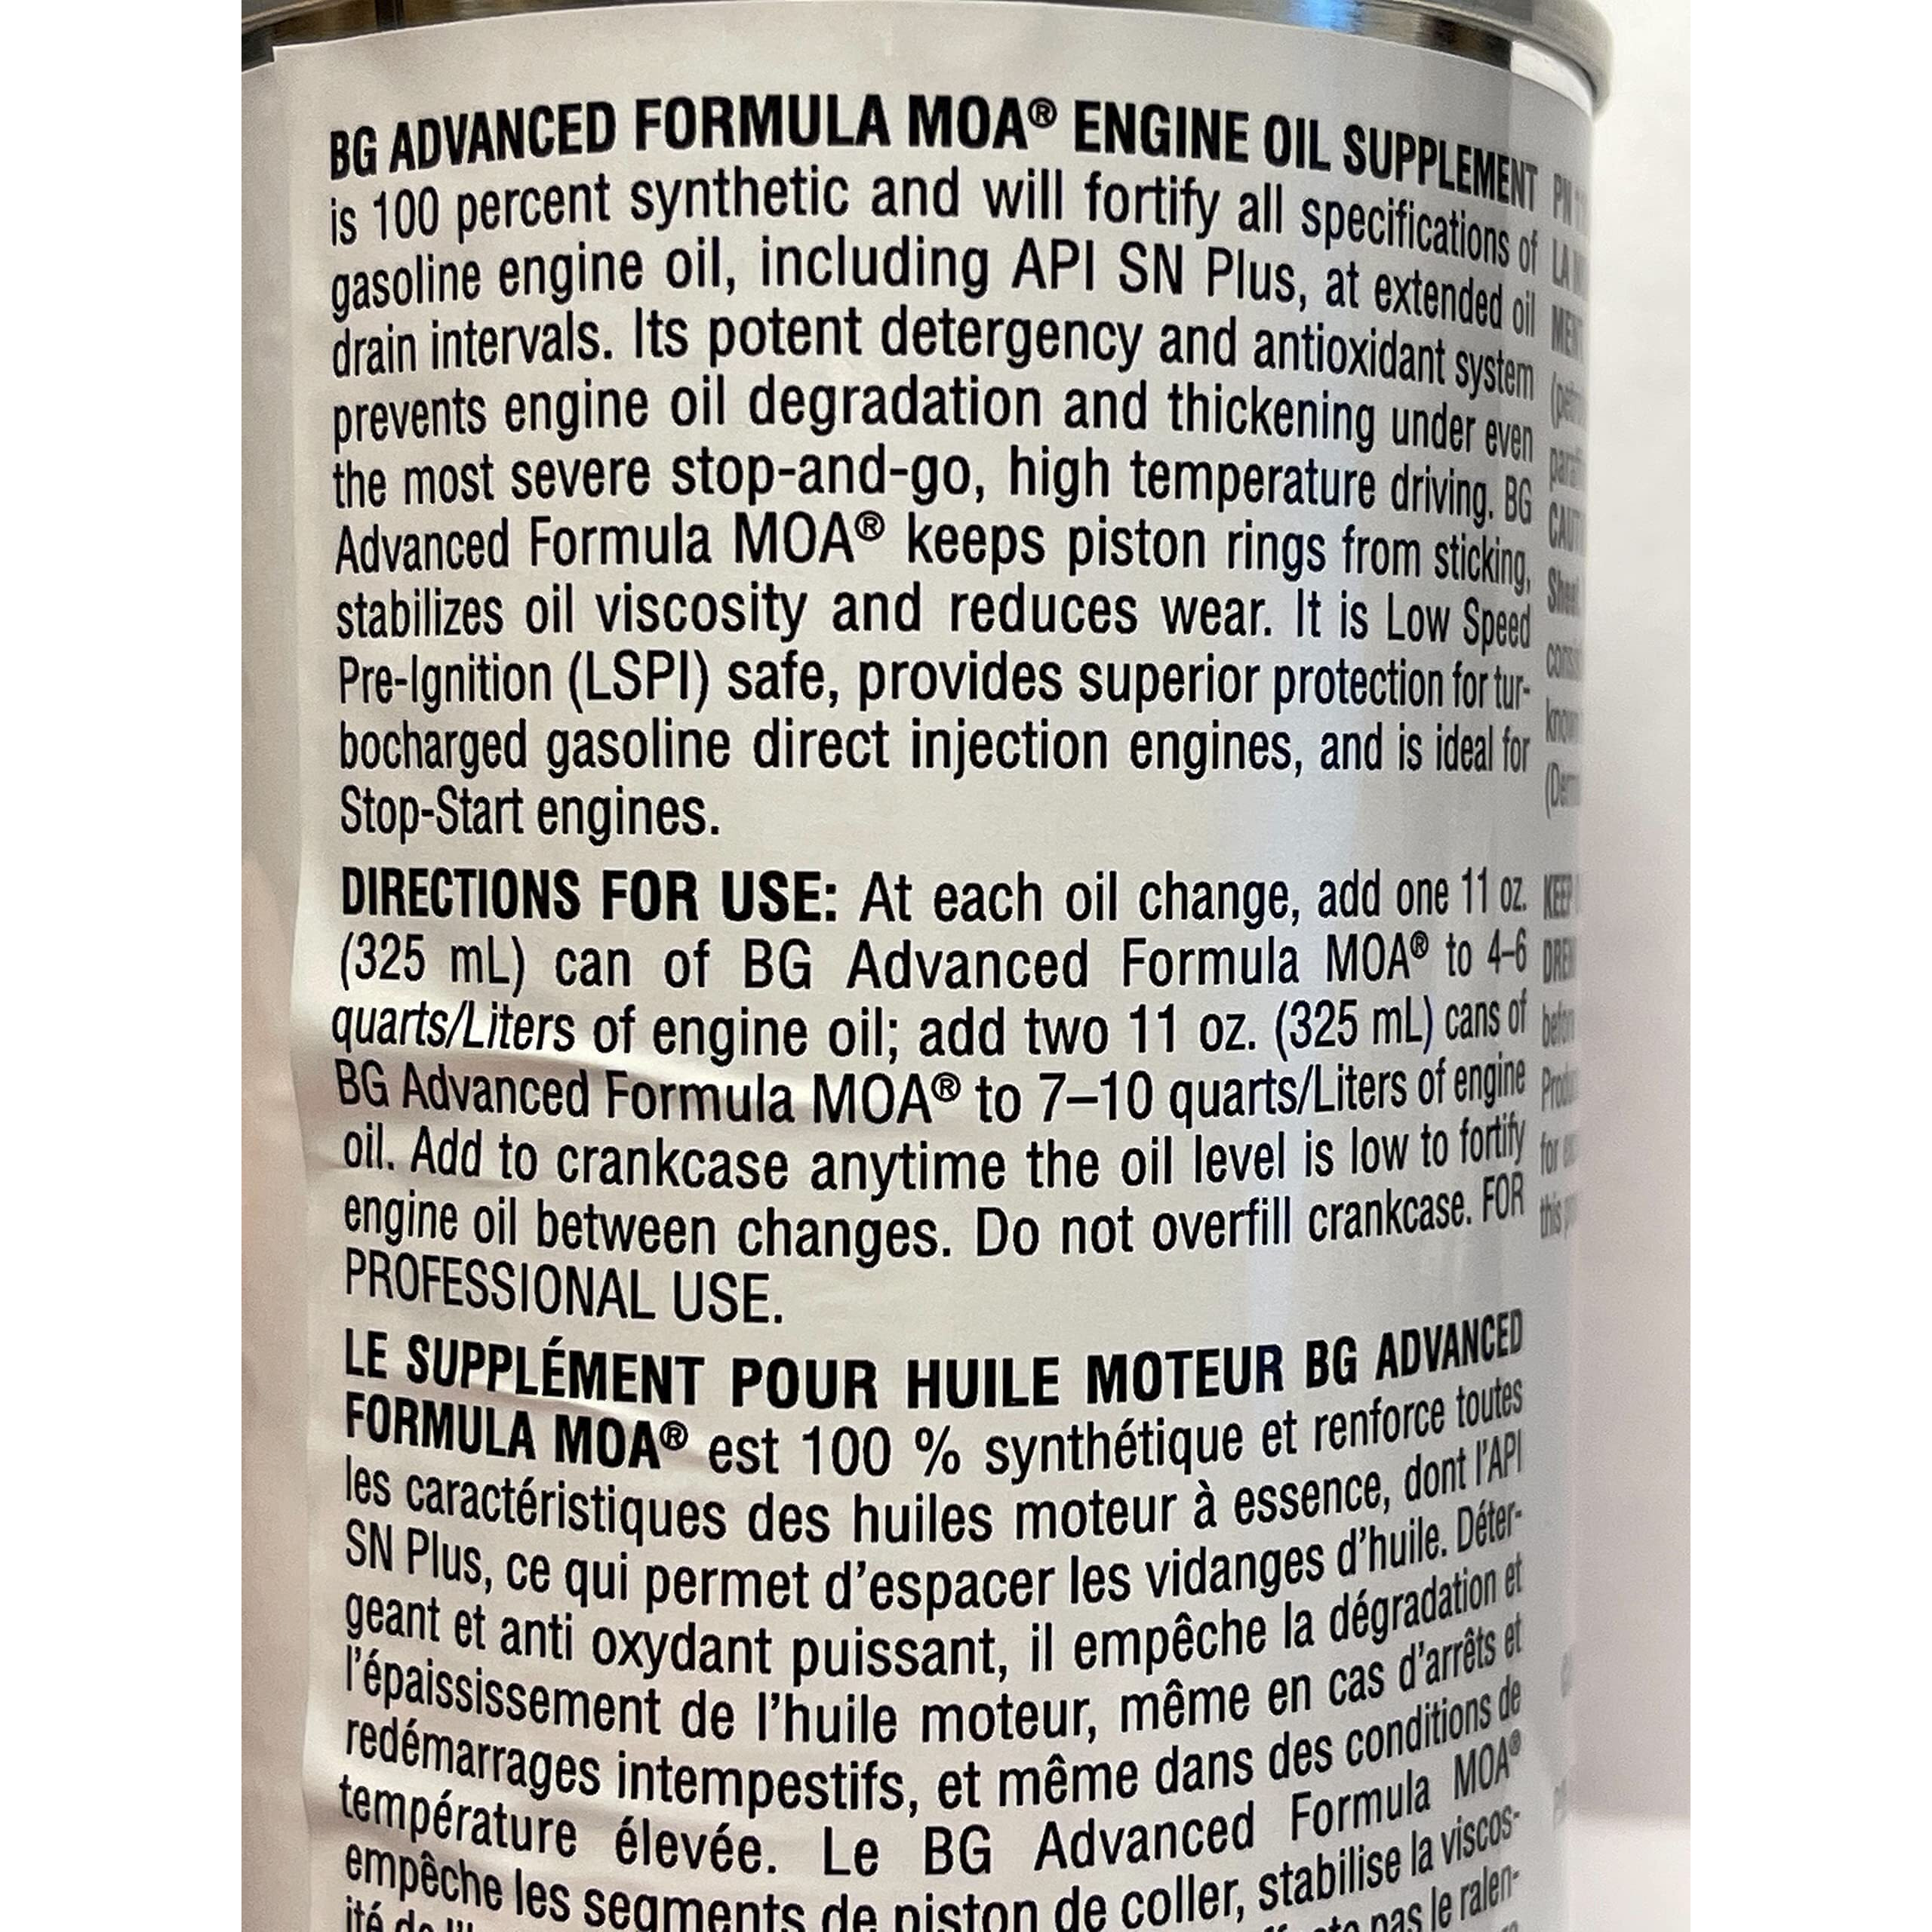 BG ADVANCED FORMULA MOA® ENGINE OIL SUPPLEMENT
is 100 percent synthetic and will fortify all specifications of
gasoline engine oil, including API SN Plus, at extended oil
drain intervals. Its potent detergency and antioxidant system
prevents engine oil degradation and thickening under even
the most severe stop-and-go, high temperature driving. BG
Advanced Formula MOA® keeps piston rings from sticking,
stabilizes oil viscosity and reduces wear. It is Low Speed
Pre-Ignition (LSPI) safe, provides superior protection for tur-
bocharged gasoline direct injection engines, and is ideal for
Stop-Start engines.
DIRECTIONS FOR USE: At each oil change, add one 11 oz.
(325 mL) can of BG Advanced Formula MOA® to 4-6
quarts/Liters of engine oil; add two 11 oz. (325 mL) cans of
BG Advanced Formula MOA® to 7–10 quarts/Liters of engine
oil. Add to crankcase anytime the oil level is low to fortify
engine oil between changes. Do not overfill crankcase. FOR
PROFESSIONAL USE.
LE SUPPLÉMENT POUR HUILE MOTEUR BG ADVANCED
FORMULA MOA® est 100 % synthétique et renforce toutes
les caractéristiques des huiles moteur à essence, dont l'API
SN Plus, ce qui permet d'espacer les vidanges d'huile. Déter-
geant et anti oxydant puissant, il empêche la dégradation et
l'épaississement de l'huile moteur, même en cas d'arrêts et
redémarrages intempestifs, et même dans des conditions de
température élevée. Le BG Advanced Formula MOA®
empêche les segments de piston de coller, stabilise la viscos-
ité pas le ralen-